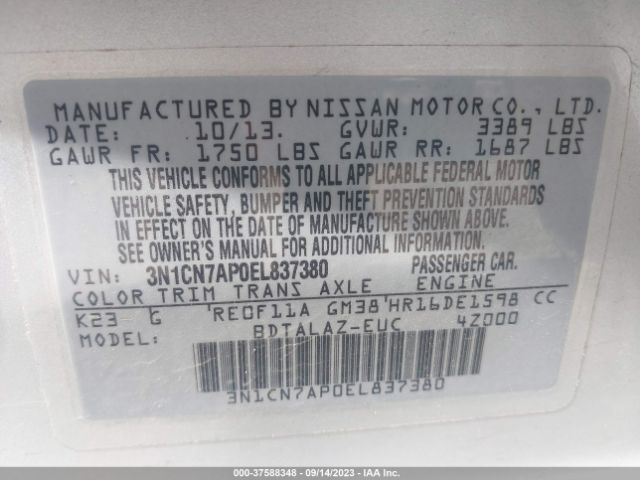 MANUFACTURED BY NISSAN MOTOR CO., LTD.
DATE: 10/13. GVWR: 3389 LBS
GAWR FR: 1750 LBS GAWR RR: 1687 LBS
THIS VEHICLE CONFORMS TO ALL APPLICABLE FEDERAL MOTOR
VEHICLE SAFETY, BUMPER AND THEFT PREVENTION STANDARDS
IN EFFECT ON THE DATE OF MANUFACTURE SHOWN ABOVE.
SEE OWNER'S MANUAL FOR ADDITIONAL INFORMATION
VIN: 3N1CN7AP0EL837380 PASSENGER CAR.
COLOR TRIM TRANS AXLE ENGINE
K23 G RE0F11A GM38 HR16DE1598 CC
MODEL: BDTALAZ-EUC 4Z000
3N1CN7AP0EL837380
000-37588348 | 09/14/2023 | IAAI.com